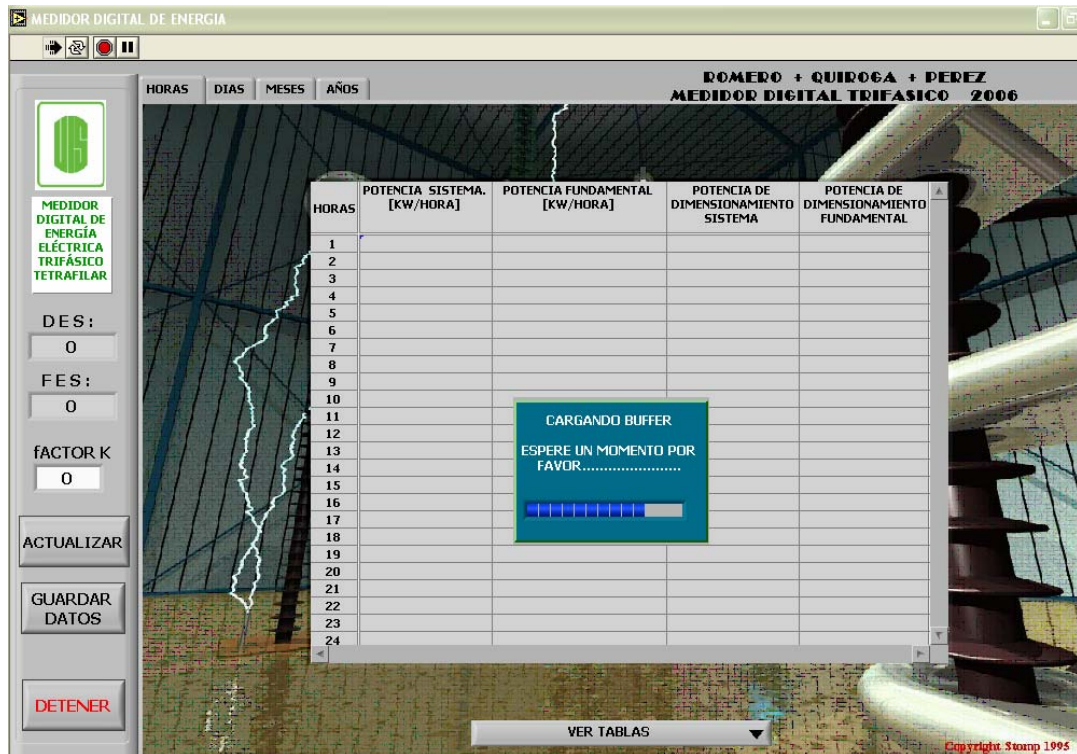 MEDIDOR DIGITAL DE ENERGIA
ROMERO + QUIROGA + PEREZ
MEDIDOR DIGITAL TRIFASICO 2006
HORAS DIAS MESES AÑOS
MEDIDOR
DIGITAL DE
ENERGÍA
ELÉCTRICA
TRIFÁSICO
TETRAFILAR
DES:
0
FES:
0
fACTOR K
0
ACTUALIZAR
GUARDAR
DATOS
DETENER
HORAS
POTENCIA SISTEMA.
[KW/HORA]
POTENCIA FUNDAMENTAL
[KW/HORA]
POTENCIA DE
DIMENSIONAMIENTO
SISTEMA
POTENCIA DE
DIMENSIONAMIENTO
FUNDAMENTAL
1
2
3
4
5
6
7
8
9
10
11
12
13
14
15
16
17
18
19
20
21
22
23
24
CARGANDO BUFFER
ESPERE UN MOMENTO POR
FAVOR.......................
VER TABLAS
Copyright Stomp 1995